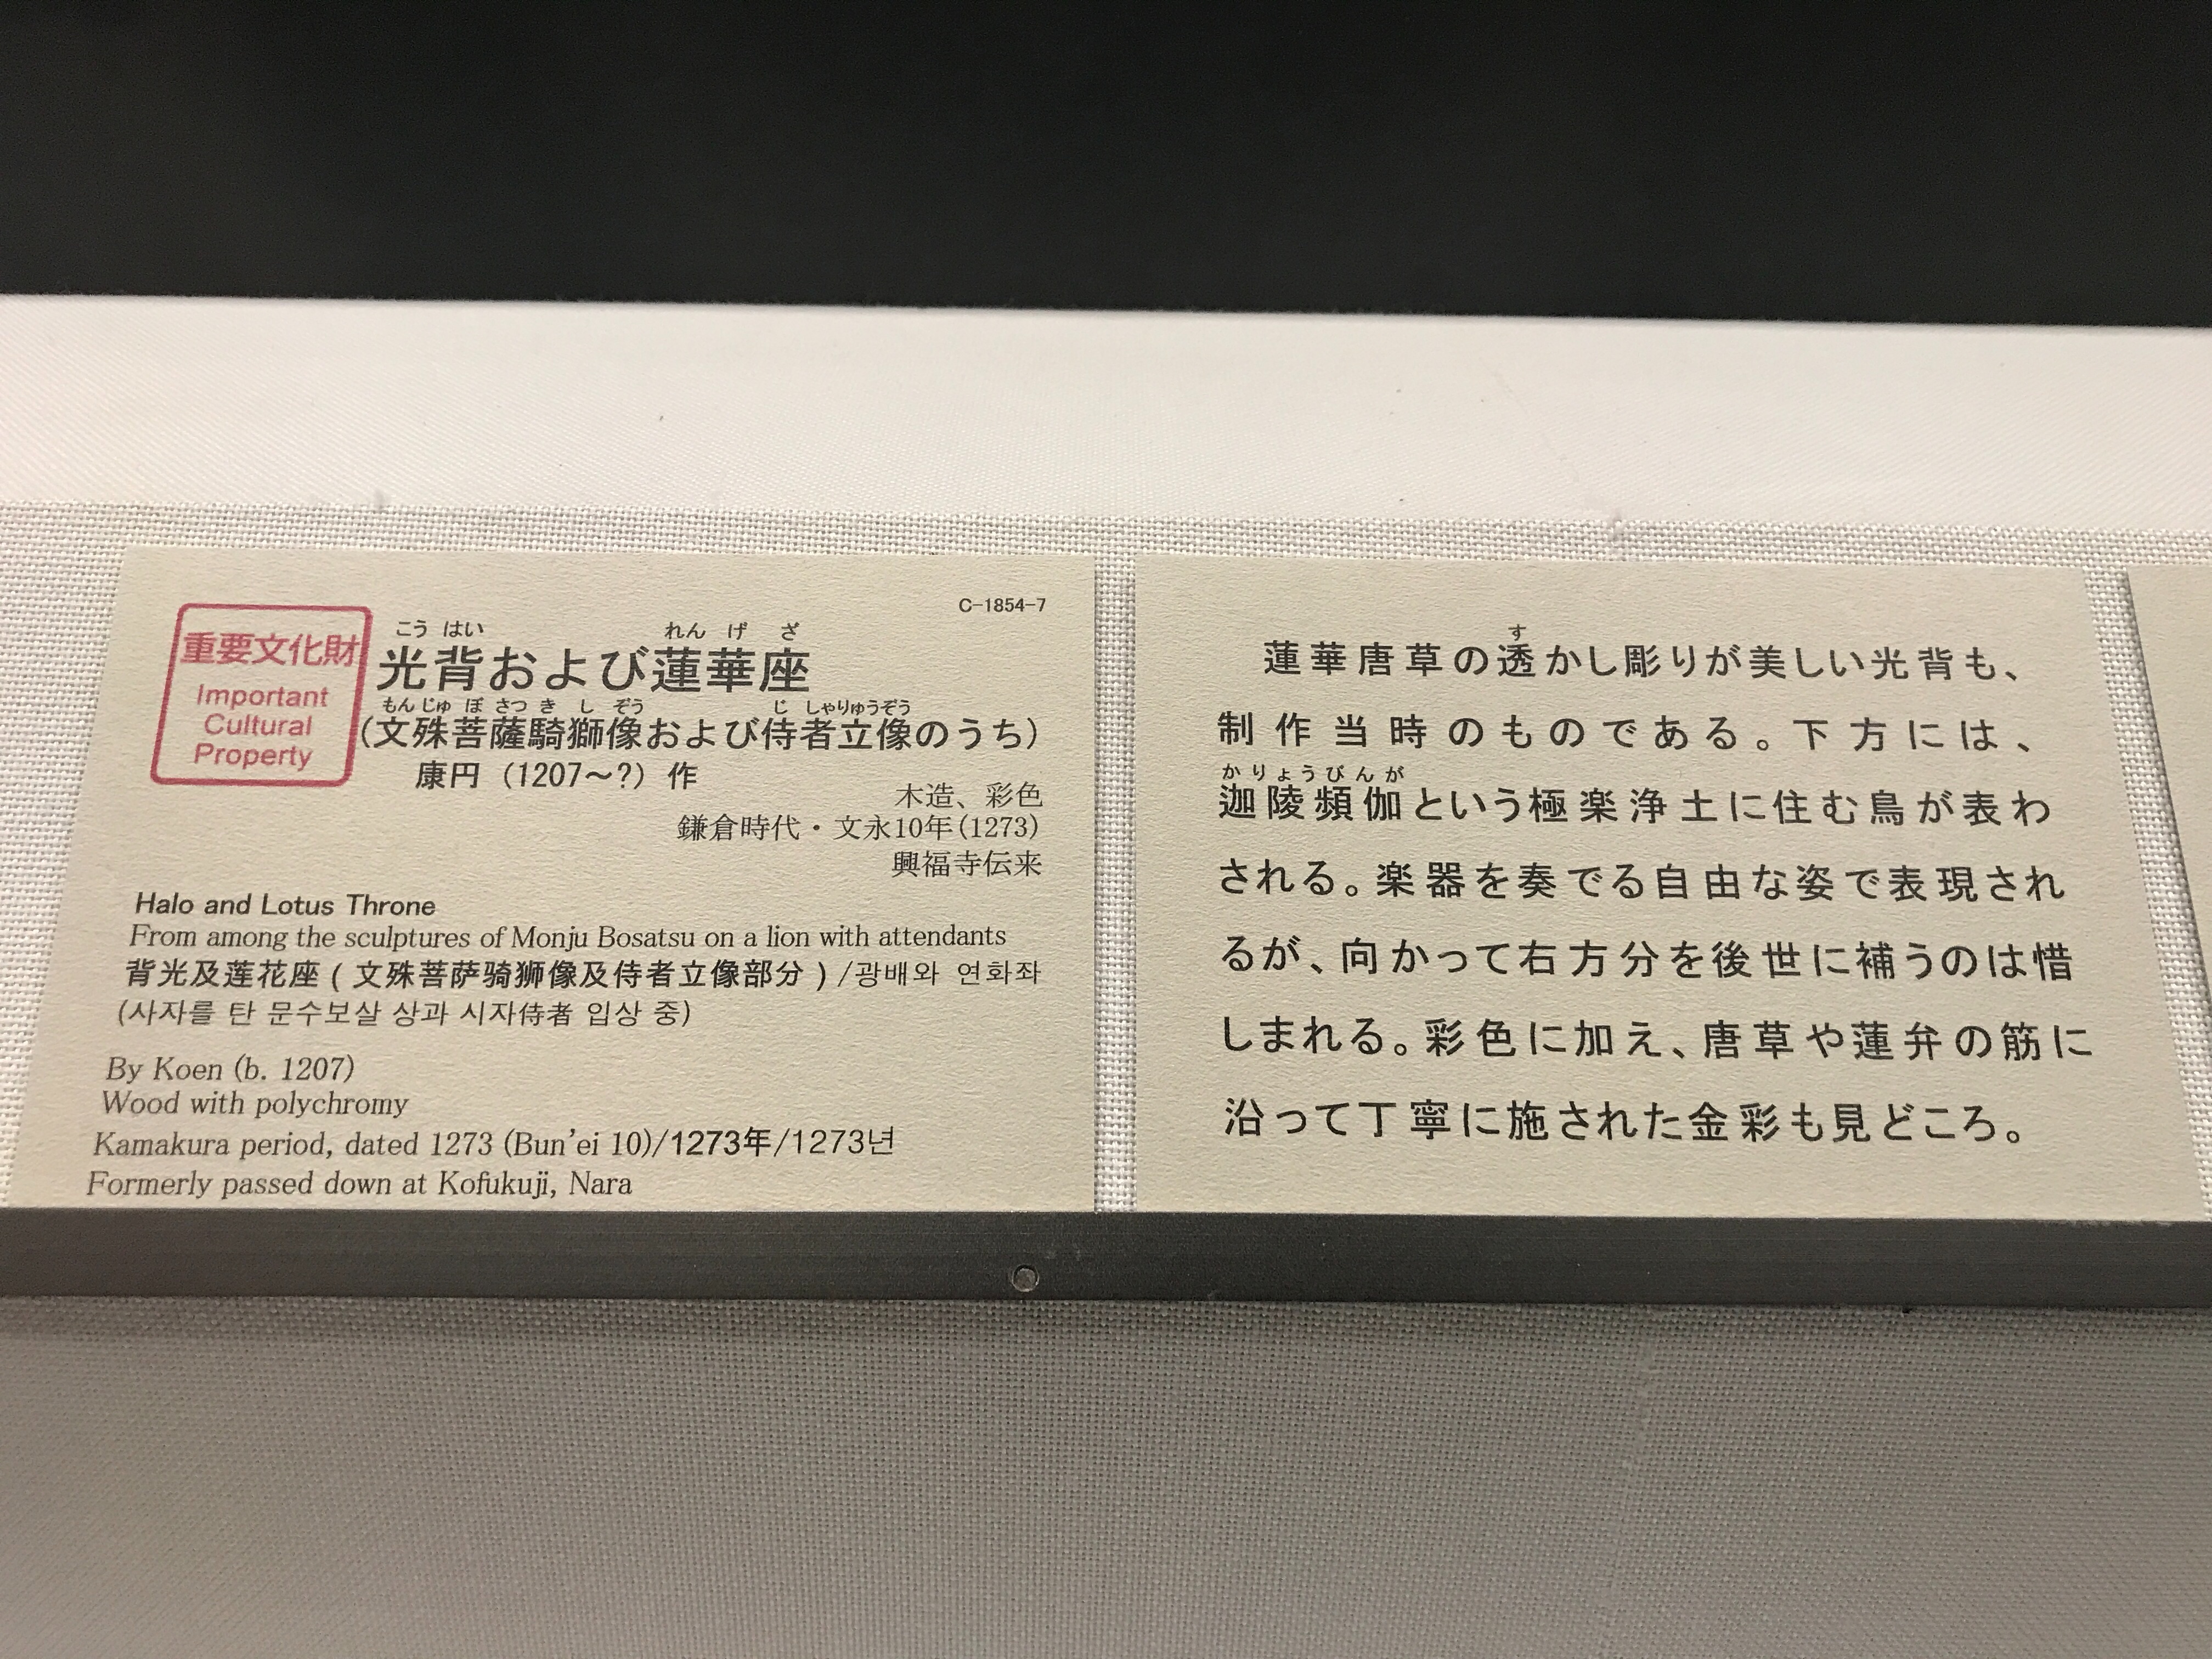 C-1854-7
重要文化財
Important
Cultural
Property
こう はい れん げ ざ
光背および蓮華座
もんじゅ ぼ さつ き し ぞう じ しゃりゅうぞう
(文殊菩薩騎獅像および侍者立像のうち)
康円 (1207～?) 作
木造、彩色
鎌倉時代・文永10年(1273)
興福寺伝来
Halo and Lotus Throne
From among the sculptures of Monju Bosatsu on a lion with attendants
背光及莲花座 ( 文殊菩萨骑狮像及侍者立像部分 ) /광배와 연화좌
(사자를 탄 문수보살 상과 시자侍者 입상 중)
By Koen (b. 1207)
Wood with polychromy
Kamakura period, dated 1273 (Bun'ei 10)/1273年/1273년
Formerly passed down at Kofukuji, Nara
す
蓮華唐草の透かし彫りが美しい光背も、
制作当時のものである。下方には、
かりょうびんが
迦陵頻伽という極楽浄土に住む鳥が表わ
される。楽器を奏でる自由な姿で表現され
るが、向かって右方分を後世に補うのは惜
しまれる。彩色に加え、唐草や蓮弁の筋に
沿って丁寧に施された金彩も見どころ。